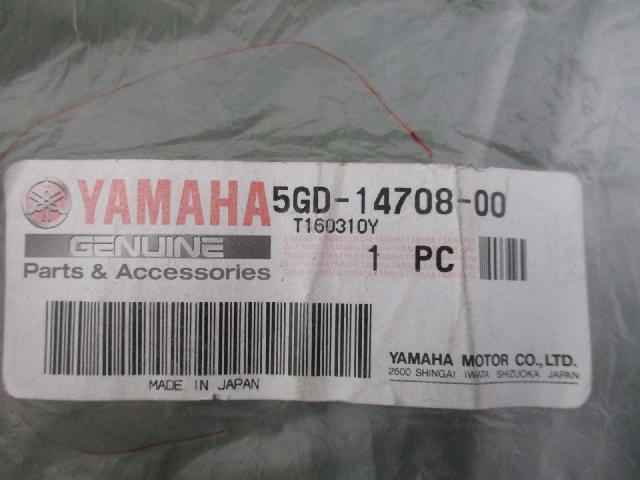 YAMAHA 5GD-14708-00
T160310Y
GENUINE
Parts & Accessories
1 PC
MADE IN JAPAN
YAMAHA MOTOR CO., LTD.
2500 SHINGAI IWATA SHIZUOKA JAPAN